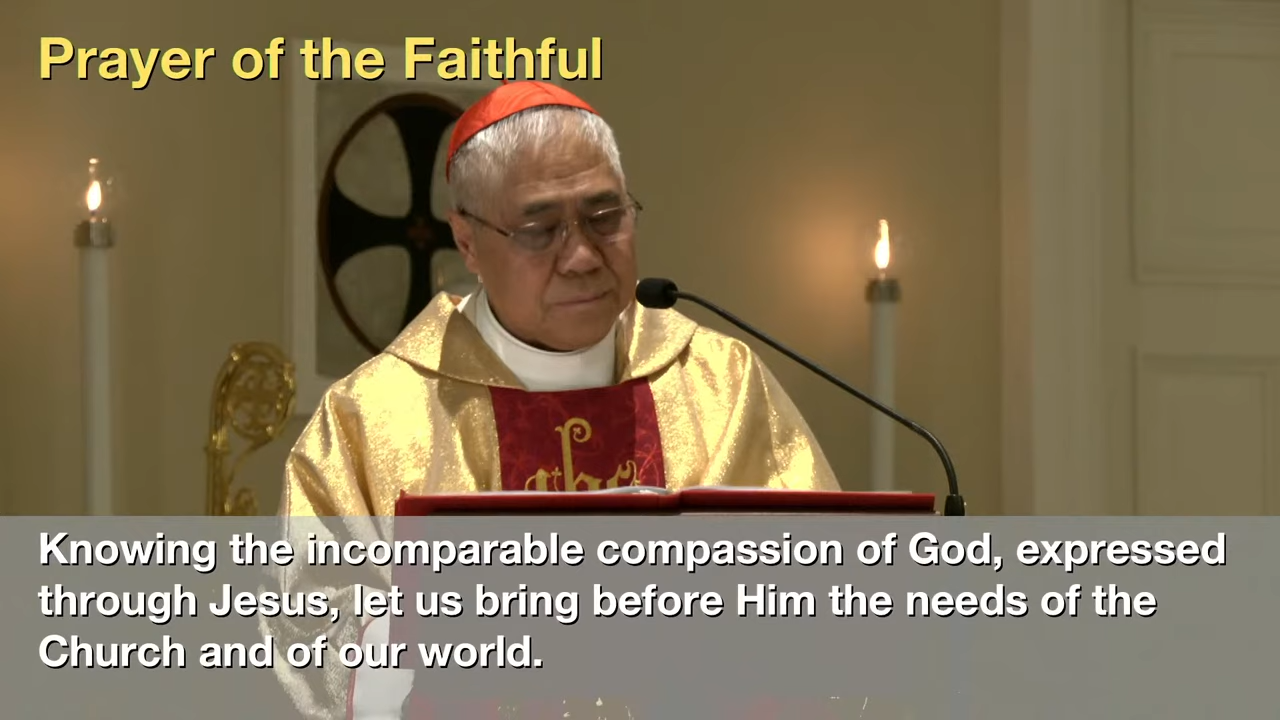 Prayer of the Faithful
Knowing the incomparable compassion of God, expressed
through Jesus, let us bring before Him the needs of the
Church and of our world.